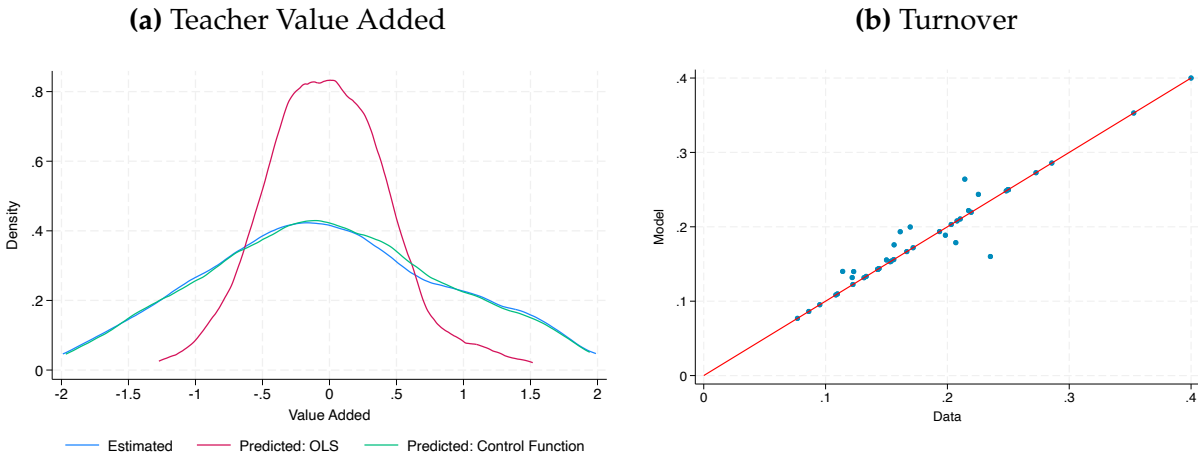 (a) Teacher Value Added
Density
.8
.6
.4
.2
0
-2 -1.5 -1 -.5 0 .5 1 1.5 2
Value Added
Estimated Predicted: OLS Predicted: Control Function
(b) Turnover
Model
.4
.3
.2
.1
0
0 .1 .2 .3 .4
Data